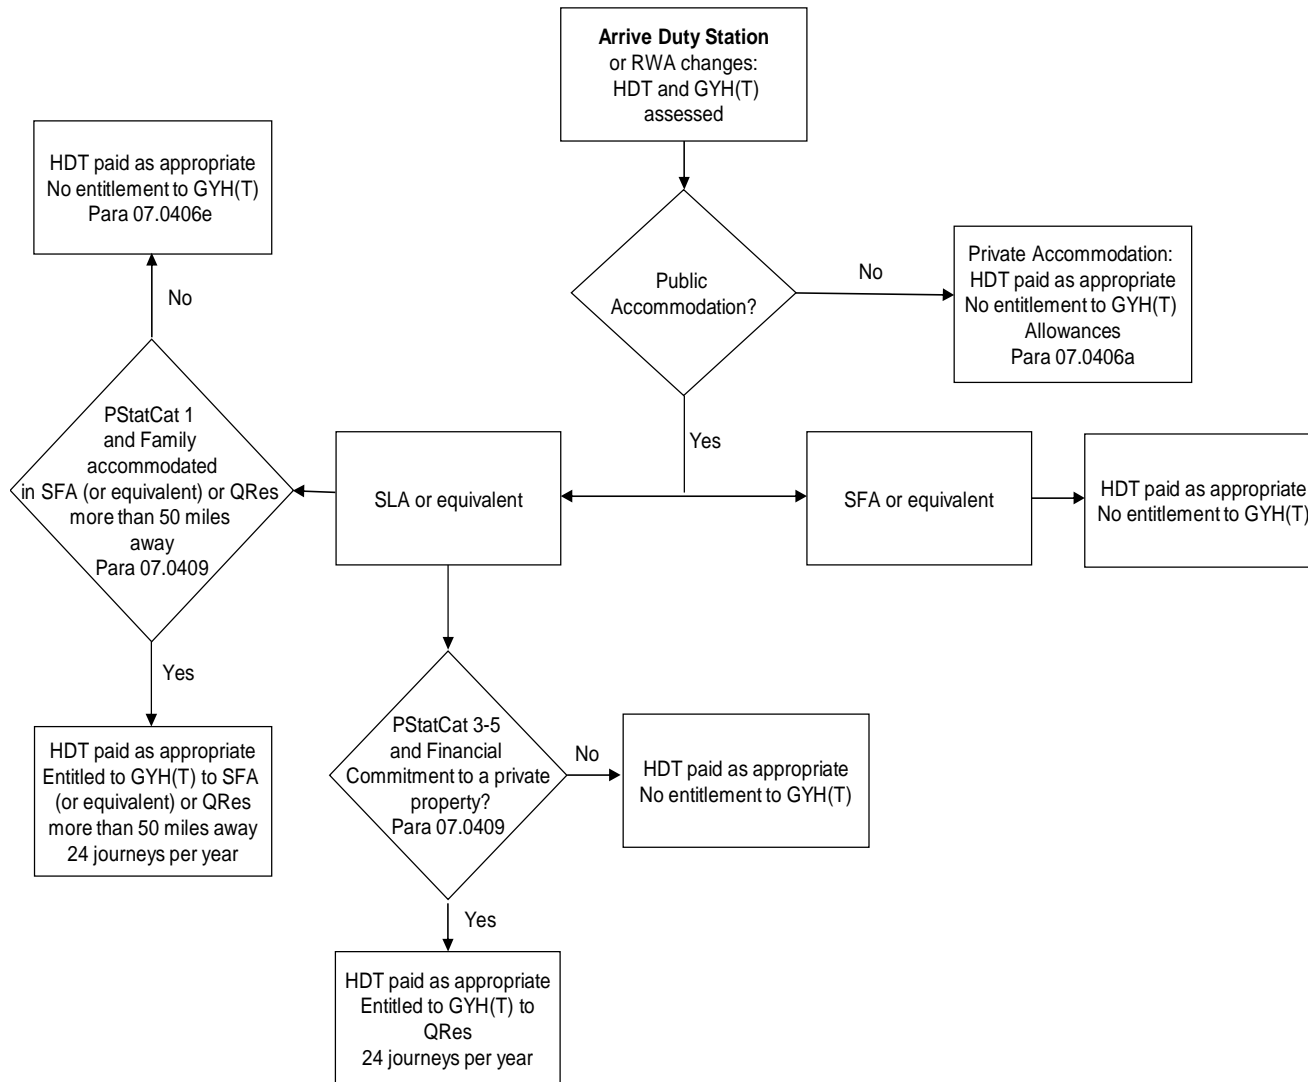 Arrive Duty Station
or RWA changes:
HDT and GYH(T)
assessed
HDT paid as appropriate
No entitlement to GYH(T)
Para 07.0406e
No
Public
Accommodation?
No
Private Accommodation:
HDT paid as appropriate
No entitlement to GYH(T)
Allowances
Para 07.0406a
Yes
PStatCat 1
and Family
accommodated
in SFA (or equivalent) or QRes
more than 50 miles
away
Para 07.0409
SLA or equivalent
SFA or equivalent
HDT paid as appropriate
No entitlement to GYH(T)
Yes
HDT paid as appropriate
Entitled to GYH(T) to SFA
(or equivalent) or QRes
more than 50 miles away
24 journeys per year
PStatCat 3-5
and Financial
Commitment to a private
property?
Para 07.0409
No
HDT paid as appropriate
No entitlement to GYH(T)
Yes
HDT paid as appropriate
Entitled to GYH(T) to
QRes
24 journeys per year